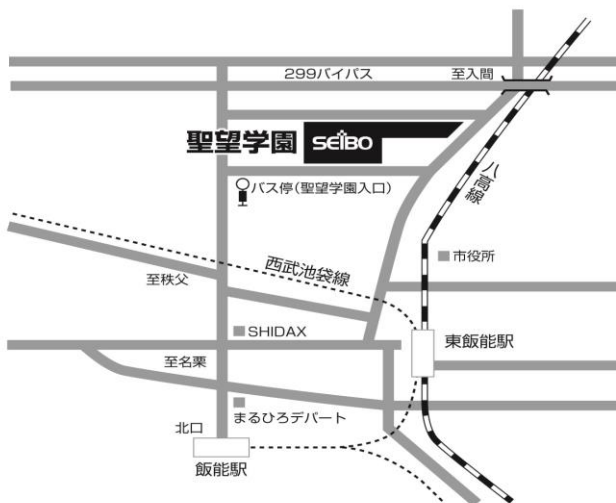 299バイパス
至入間
聖望学園
SEIBO
バス停(聖望学園入口)
八高線
市役所
西武池袋線
至秩父
SHIDAX
東飯能駅
至名栗
まるひろデパート
北口
飯能駅